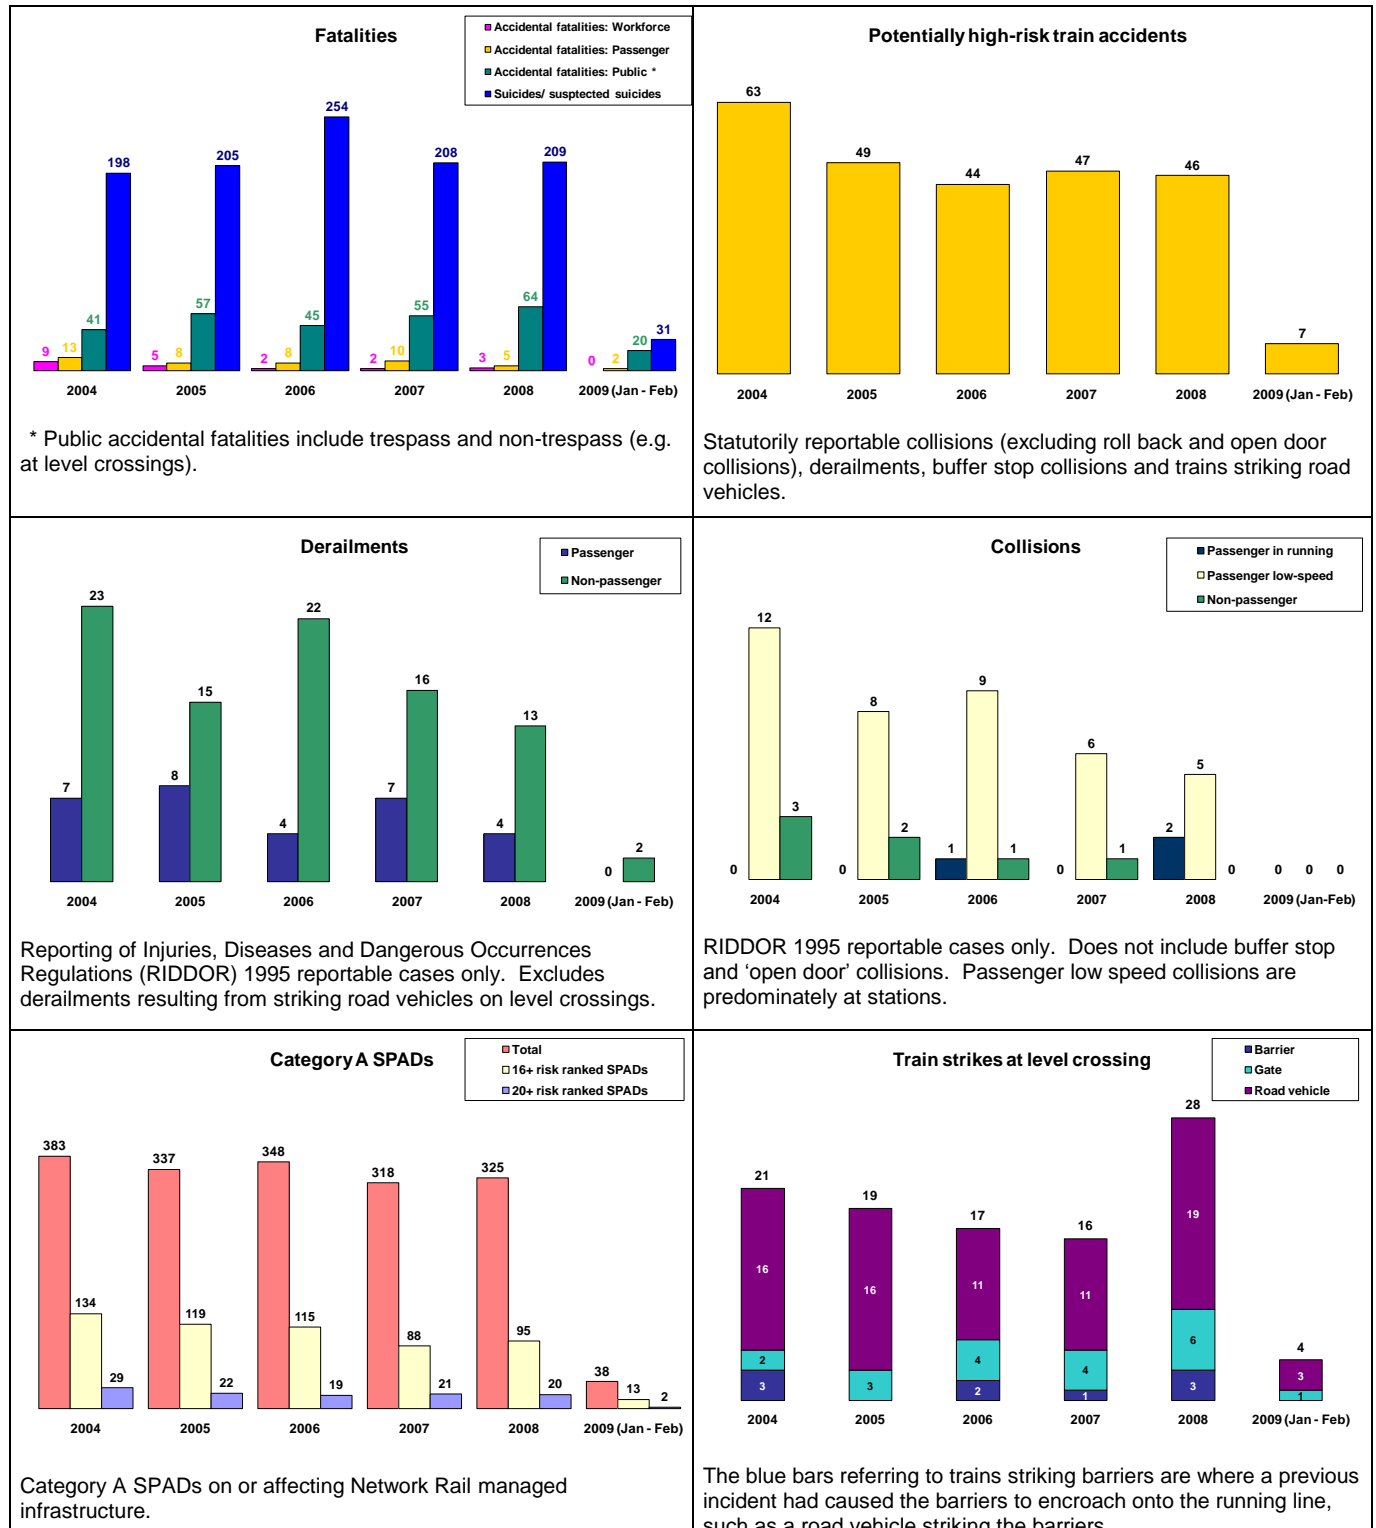 Fatalities
Accidental fatalities: Workforce
Accidental fatalities: Passenger
Accidental fatalities: Public *
Suicides/ susptected suicides
9 13 41 198
5 8 57 205
2 8 45 254
2 10 55 208
3 5 64 209
0 2 20 31
2004 2005 2006 2007 2008 2009 (Jan - Feb)
* Public accidental fatalities include trespass and non-trespass (e.g.
at level crossings).
Potentially high-risk train accidents
63 49 44 47 46 7
2004 2005 2006 2007 2008 2009 (Jan - Feb)
Statutorily reportable collisions (excluding roll back and open door
collisions), derailments, buffer stop collisions and trains striking road
vehicles.
Derailments
Passenger
Non-passenger
7 23
8 15
4 22
7 16
4 13
0 2
2004 2005 2006 2007 2008 2009 (Jan - Feb)
Reporting of Injuries, Diseases and Dangerous Occurrences
Regulations (RIDDOR) 1995 reportable cases only.  Excludes
derailments resulting from striking road vehicles on level crossings.
Collisions
Passenger in running
Passenger low-speed
Non-passenger
0 12 3
0 8 2
1 9 1
0 6 1
2 5 0
0 0 0
2004 2005 2006 2007 2008 2009 (Jan-Feb)
RIDDOR 1995 reportable cases only.  Does not include buffer stop
and ‘open door’ collisions.  Passenger low speed collisions are
predominately at stations.
Category A SPADs
Total
16+ risk ranked SPADs
20+ risk ranked SPADs
383 134 29
337 119 22
348 115 19
318 88 21
325 95 20
38 13 2
2004 2005 2006 2007 2008 2009 (Jan - Feb)
Category A SPADs on or affecting Network Rail managed
infrastructure.
Train strikes at level crossing
Barrier
Gate
Road vehicle
21 16 2 3
19 16 3
17 11 4 2
16 11 4 1
28 19 6 3
4 3 1
2004 2005 2006 2007 2008 2009 (Jan - Feb)
The blue bars referring to trains striking barriers are where a previous
incident had caused the barriers to encroach onto the running line,
such as a road vehicle striking the barriers